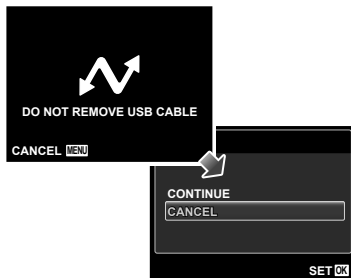 DO NOT REMOVE USB CABLE
CANCEL MENU
CONTINUE
CANCEL
SET OK